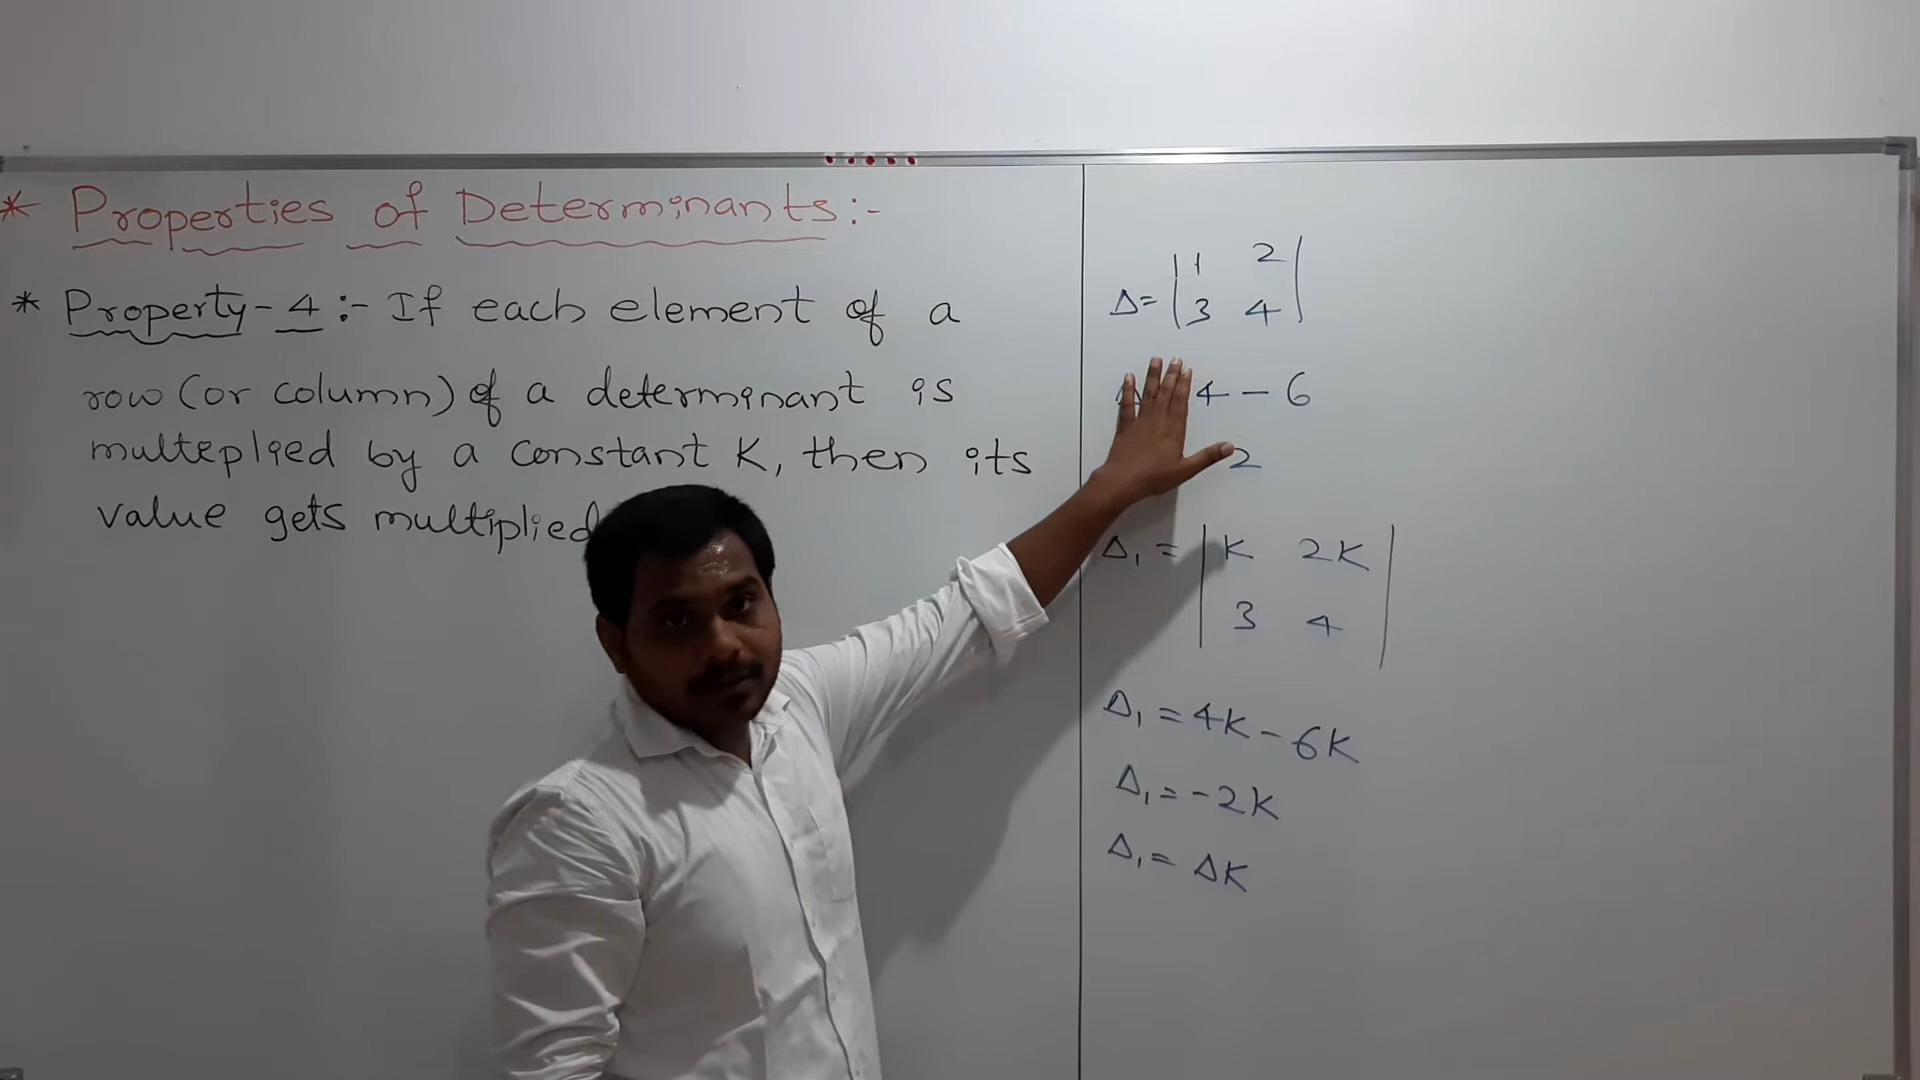 * Properties of Determinants:-
* Property-4:- If each element of a
row (or column) of a determinant is
multeplied by a constant K, then its
value gets multiplied
Δ= |1 2|
|3 4|
4 - 6
2
Δ₁ = |K 2K|
|3 4|
Δ₁ = 4K - 6K
Δ₁ = -2K
Δ₁ = ΔK